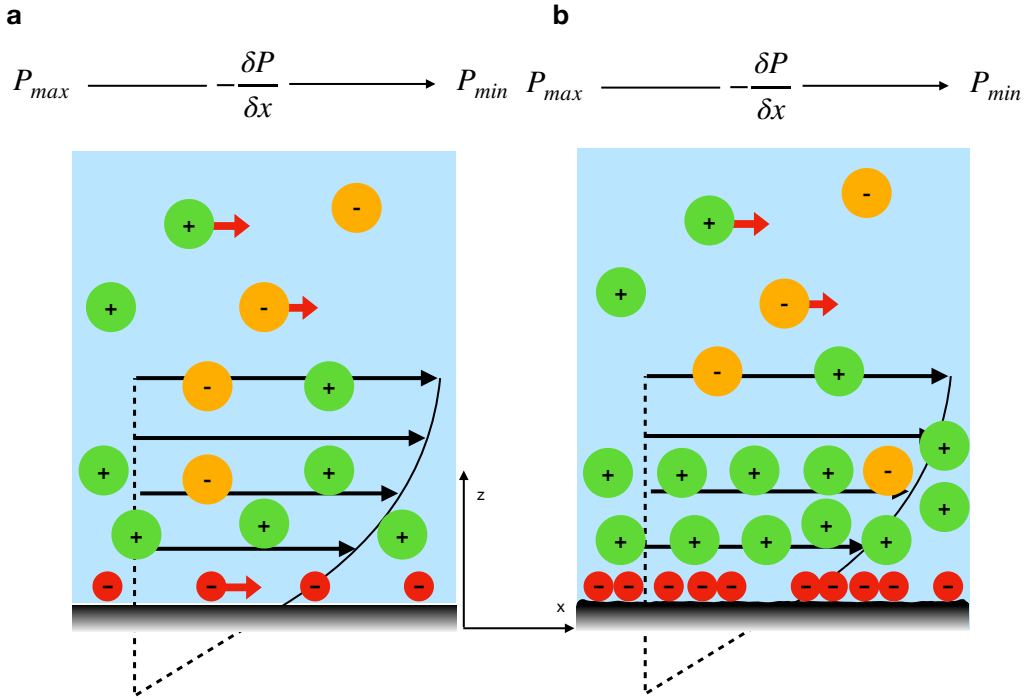 a
b
P_max — −δP/δx → P_min
P_max — −δP/δx → P_min
+ -
+ -
+ -
+ -
- +
- +
+ - +
+ + + + - +
+ + +
+ + + + + +
- - - -
- - - - - - - - - -
z
x